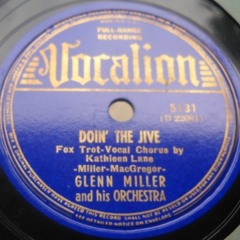 FULL-RANGE
RECORDING
Vocalion
5131
DOIN' THE JIVE
Fox Trot-Vocal Chorus by
Kathleen Lane
-Miller-MacGregor-
GLENN MILLER
and his ORCHESTRA